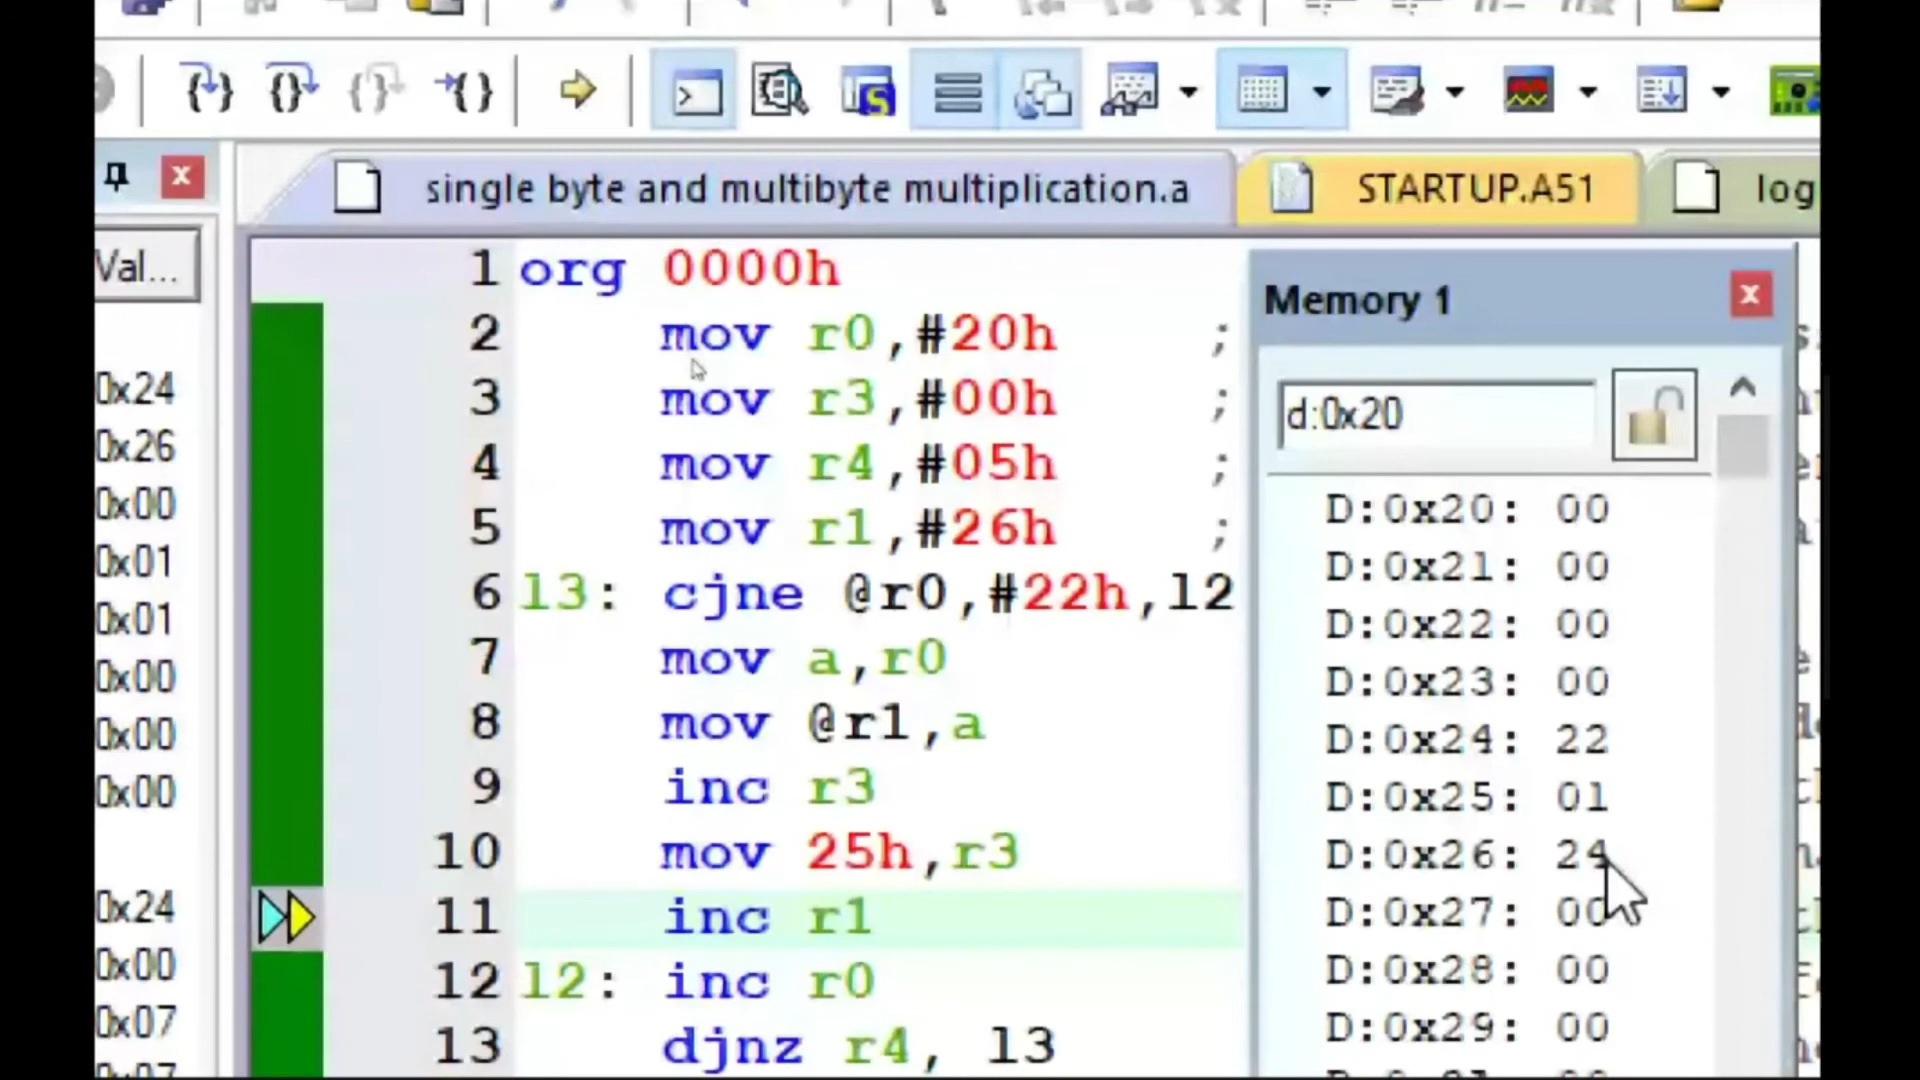 single byte and multibyte multiplication.a
STARTUP.A51
log
Val...
0x24
0x26
0x00
0x01
0x01
0x00
0x00
0x00
0x24
0x00
0x07
1 org 0000h
2 mov r0,#20h ;
3 mov r3,#00h ;
4 mov r4,#05h ;
5 mov r1,#26h ;
6 l3: cjne @r0,#22h,l2
7 mov a,r0
8 mov @r1,a
9 inc r3
10 mov 25h,r3
11 inc r1
12 l2: inc r0
13 djnz r4, l3
Memory 1
d:0x20
D:0x20: 00
D:0x21: 00
D:0x22: 00
D:0x23: 00
D:0x24: 22
D:0x25: 01
D:0x26: 24
D:0x27: 00
D:0x28: 00
D:0x29: 00